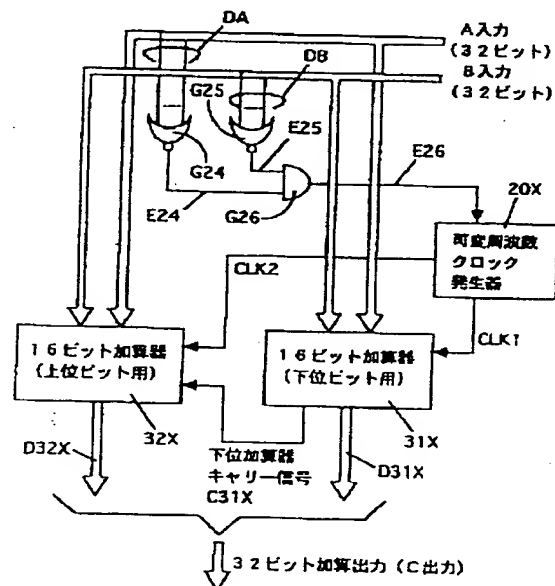 DA
A入力
(32ビット)
DB
B入力
(32ビット)
G25
E25
G24
E26
E24
G26
20X
可変周波数
クロック
発生器
CLK2
CLK1
16ビット加算器
(上位ビット用)
16ビット加算器
(下位ビット用)
32X
31X
D32X
下位加算器
キャリー信号
C31X
D31X
32ビット加算出力(C出力)